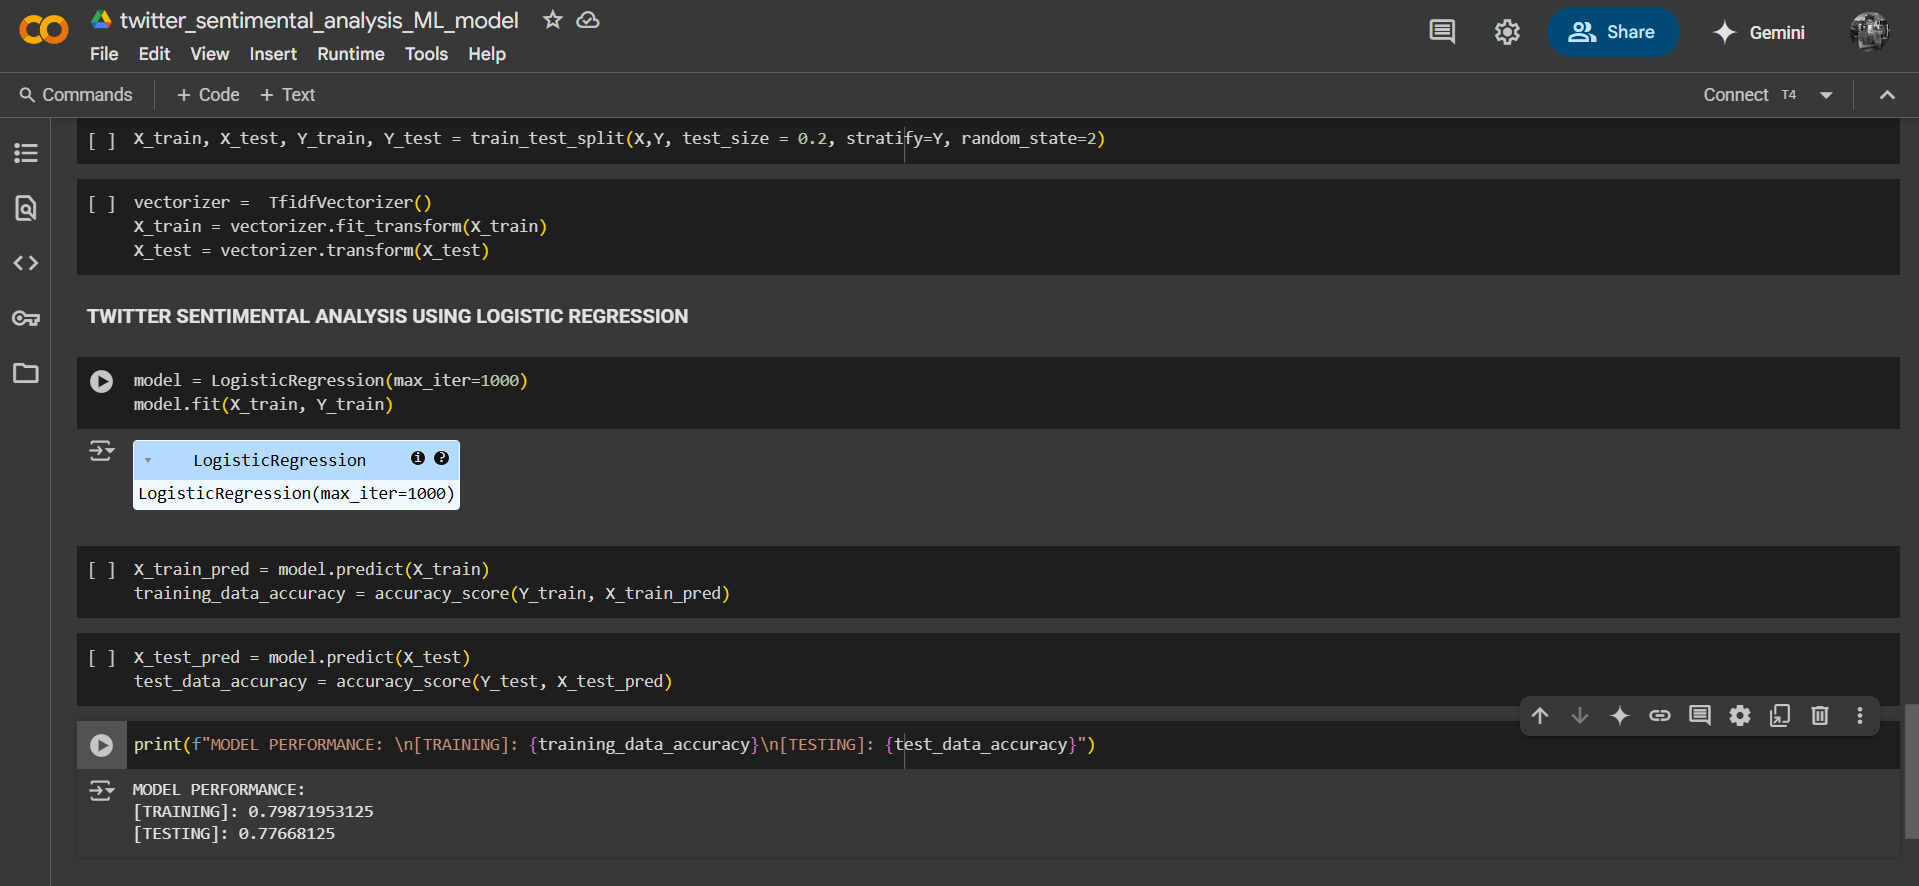 twitter_sentimental_analysis_ML_model
File Edit View Insert Runtime Tools Help
Share
Gemini
Commands + Code + Text
Connect T4
[ ] X_train, X_test, Y_train, Y_test = train_test_split(X,Y, test_size = 0.2, stratify=Y, random_state=2)
[ ] vectorizer =  TfidfVectorizer()
X_train = vectorizer.fit_transform(X_train)
X_test = vectorizer.transform(X_test)
TWITTER SENTIMENTAL ANALYSIS USING LOGISTIC REGRESSION
model = LogisticRegression(max_iter=1000)
model.fit(X_train, Y_train)
LogisticRegression i ?
LogisticRegression(max_iter=1000)
[ ] X_train_pred = model.predict(X_train)
training_data_accuracy = accuracy_score(Y_train, X_train_pred)
[ ] X_test_pred = model.predict(X_test)
test_data_accuracy = accuracy_score(Y_test, X_test_pred)
print(f"MODEL PERFORMANCE: \n[TRAINING]: {training_data_accuracy}\n[TESTING]: {test_data_accuracy}")
MODEL PERFORMANCE:
[TRAINING]: 0.79871953125
[TESTING]: 0.77668125